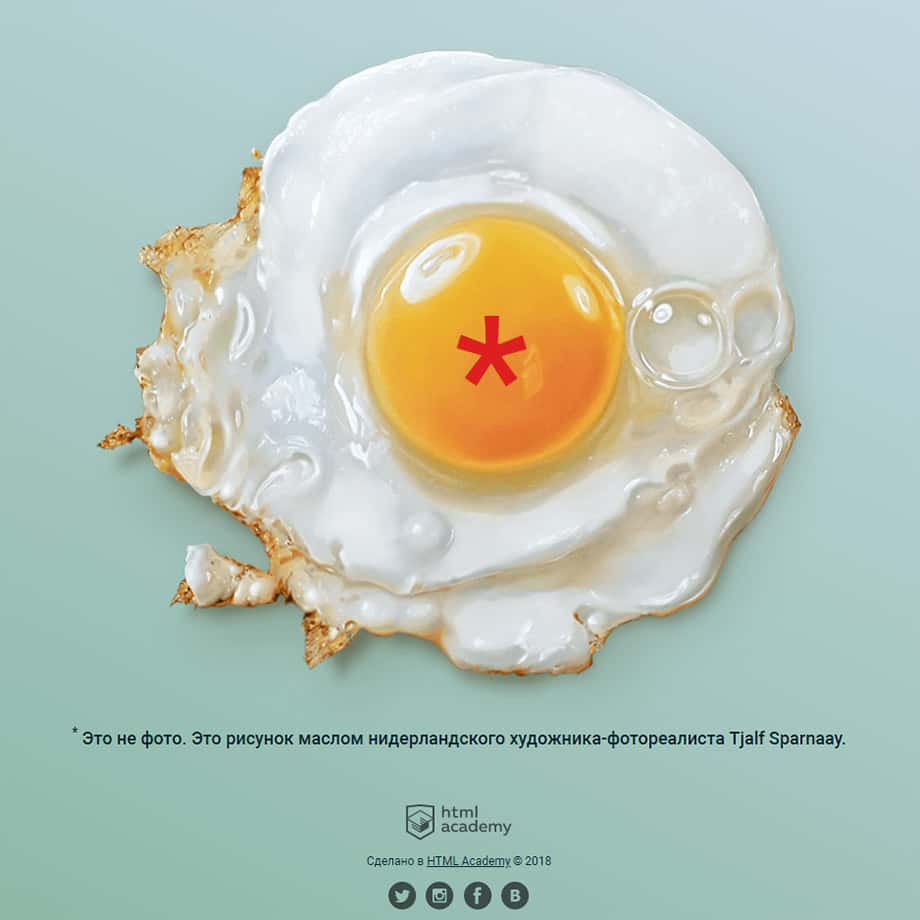 *
* Это не фото. Это рисунок маслом нидерландского художника-фотореалиста Tjalf Sparnaay.
html
academy
Сделано в HTML Academy © 2018
B